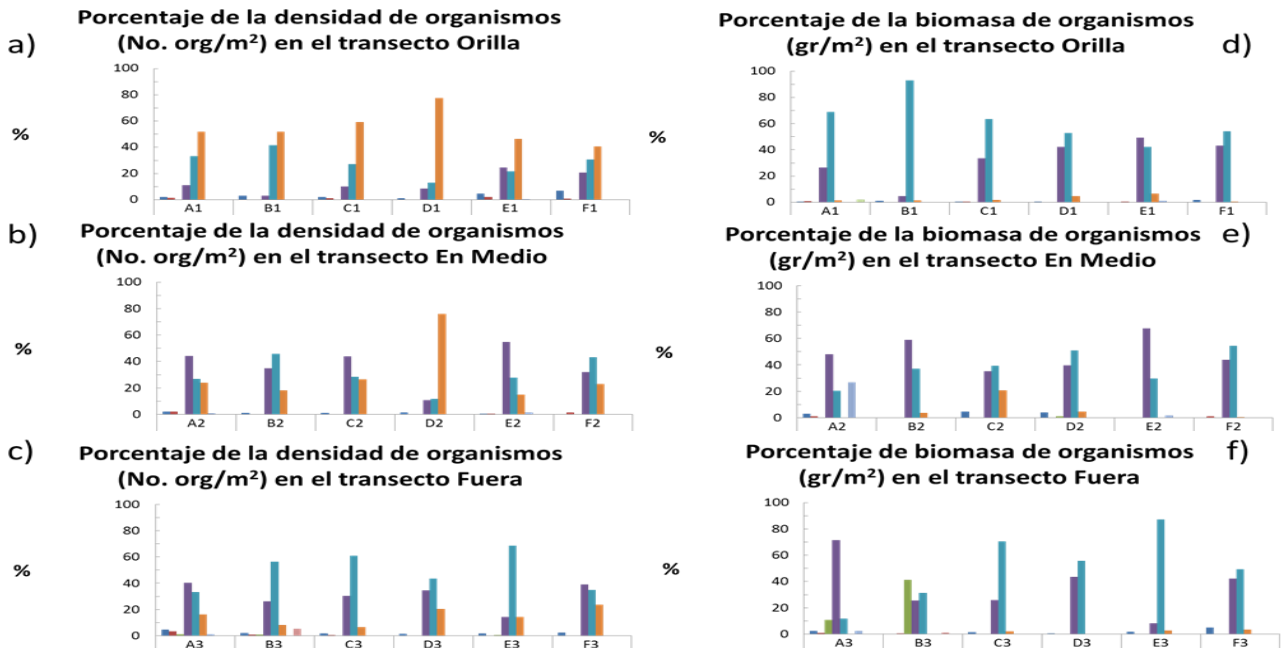 a)
Porcentaje de la densidad de organismos
(No. org/m²) en el transecto Orilla
%
100
80
60
40
20
0
A1 B1 C1 D1 E1 F1
d)
Porcentaje de la biomasa de organismos
(gr/m²) en el transecto Orilla
%
100
80
60
40
20
0
A1 B1 C1 D1 E1 F1
b)
Porcentaje de la densidad de organismos
(No. org/m²) en el transecto En Medio
%
100
80
60
40
20
0
A2 B2 C2 D2 E2 F2
e)
Porcentaje de la biomasa de organismos
(gr/m²) en el transecto En Medio
%
100
80
60
40
20
0
A2 B2 C2 D2 E2 F2
c)
Porcentaje de la densidad de organismos
(No. org/m²) en el transecto Fuera
%
100
80
60
40
20
0
A3 B3 C3 D3 E3 F3
f)
Porcentaje de biomasa de organismos
(gr/m²) en el transecto Fuera
%
100
80
60
40
20
0
A3 B3 C3 D3 E3 F3